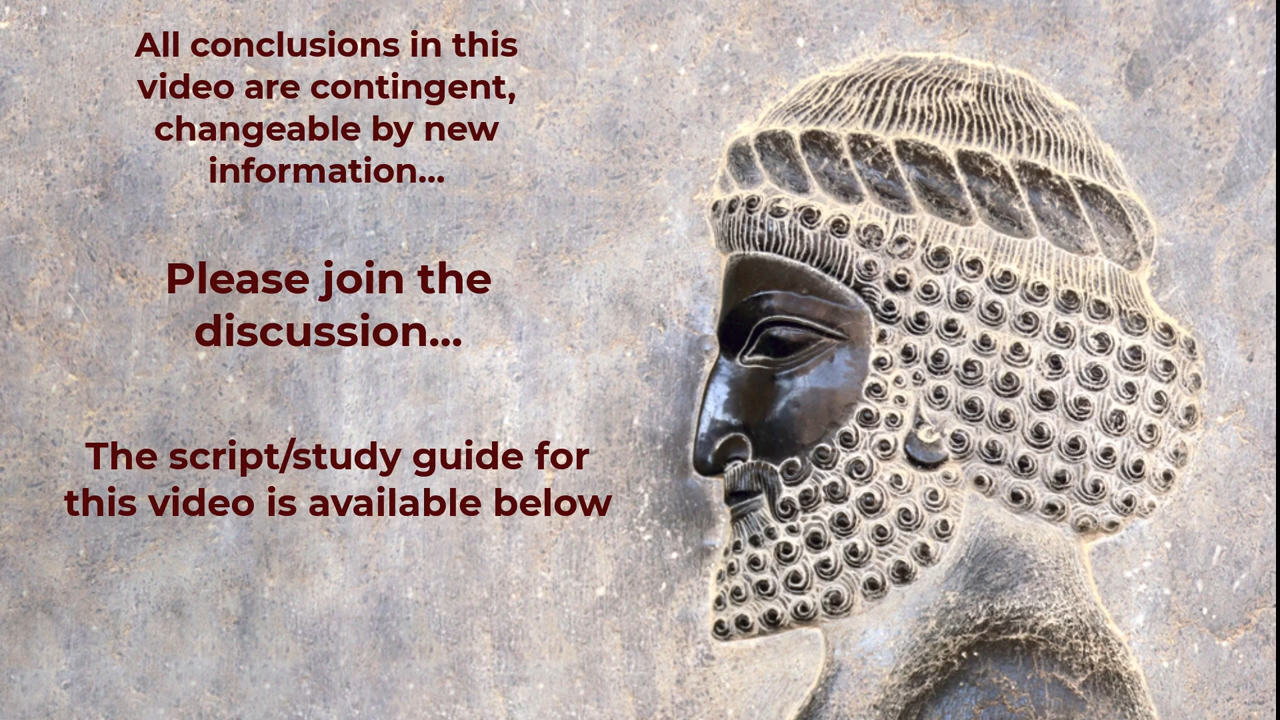 All conclusions in this
video are contingent,
changeable by new
information...
Please join the
discussion...
The script/study guide for
this video is available below